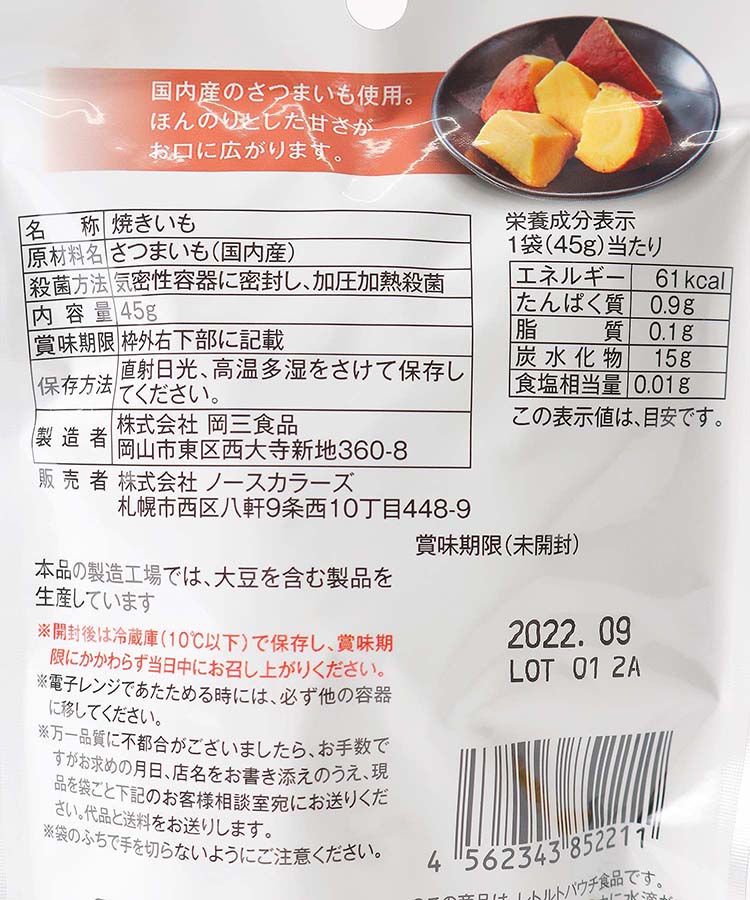 国内産のさつまいも使用。
ほんのりとした甘さが
お口に広がります。
名称 焼きいも
原材料名 さつまいも(国内産)
殺菌方法 気密性容器に密封し、加圧加熱殺菌
内容量 45g
賞味期限 枠外右下部に記載
保存方法 直射日光、高温多湿をさけて保存し
てください。
製造者 株式会社 岡三食品
岡山市東区西大寺新地360-8
販売者 株式会社 ノースカラーズ
札幌市西区八軒9条西10丁目448-9
栄養成分表示
1袋(45g)当たり
エネルギー 61kcal
たんぱく質 0.9g
脂質 0.1g
炭水化物 15g
食塩相当量 0.01g
この表示値は、目安です。
賞味期限(未開封)
2022.09
LOT 01 2A
本品の製造工場では、大豆を含む製品を
生産しています
※開封後は冷蔵庫(10℃以下)で保存し、賞味期
限にかかわらず当日中にお召し上がりください。
※電子レンジであたためる時には、必ず他の容器
に移してください。
※万一品質に不都合がございましたら、お手数で
すがお求めの月日、店名をお書き添えのうえ、現
品を袋ごと下記のお客様相談室宛にお送りくだ
さい。代品と送料をお送りします。
※袋のふちで手を切らないようにご注意ください。
4 562343 852211
この商品は、レトルトパウチ食品です。